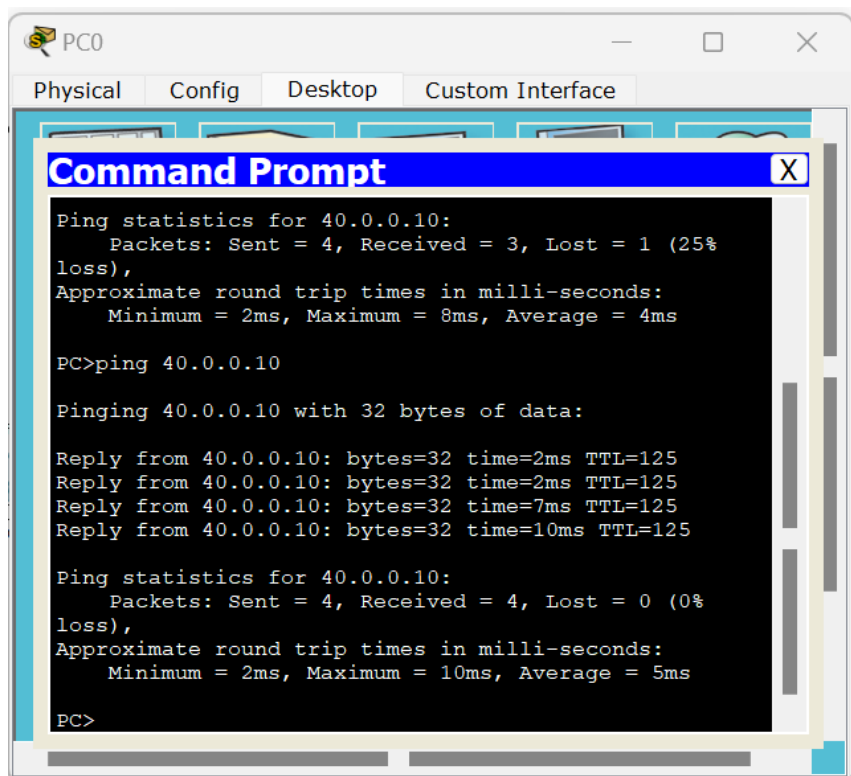 PC0
Physical Config Desktop Custom Interface
Command Prompt X
Ping statistics for 40.0.0.10:
    Packets: Sent = 4, Received = 3, Lost = 1 (25%
loss),
Approximate round trip times in milli-seconds:
    Minimum = 2ms, Maximum = 8ms, Average = 4ms
PC>ping 40.0.0.10
Pinging 40.0.0.10 with 32 bytes of data:
Reply from 40.0.0.10: bytes=32 time=2ms TTL=125
Reply from 40.0.0.10: bytes=32 time=2ms TTL=125
Reply from 40.0.0.10: bytes=32 time=7ms TTL=125
Reply from 40.0.0.10: bytes=32 time=10ms TTL=125
Ping statistics for 40.0.0.10:
    Packets: Sent = 4, Received = 4, Lost = 0 (0%
loss),
Approximate round trip times in milli-seconds:
    Minimum = 2ms, Maximum = 10ms, Average = 5ms
PC>